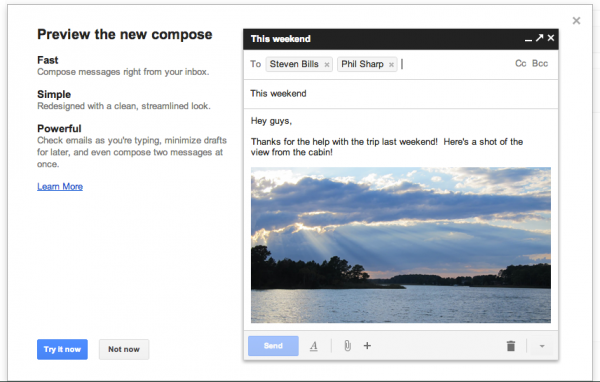 Preview the new compose
Fast
Compose messages right from your inbox.
Simple
Redesigned with a clean, streamlined look.
Powerful
Check emails as you're typing, minimize drafts
for later, and even compose two messages at
once.
Learn More
Try it now
Not now
This weekend
To Steven Bills × Phil Sharp × Cc Bcc
This weekend
Hey guys,
Thanks for the help with the trip last weekend! Here's a shot of the
view from the cabin!
Send
A